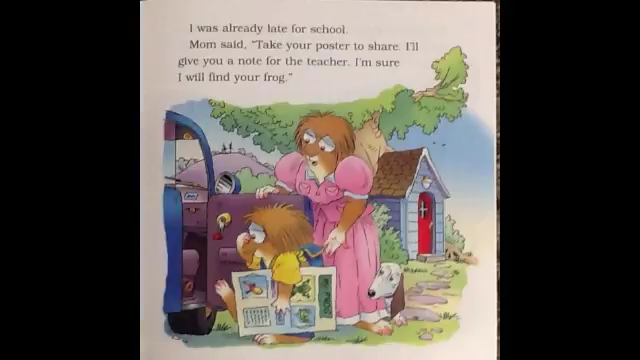 I was already late for school.
Mom said, "Take your poster to share. I'll
give you a note for the teacher. I'm sure
I will find your frog."